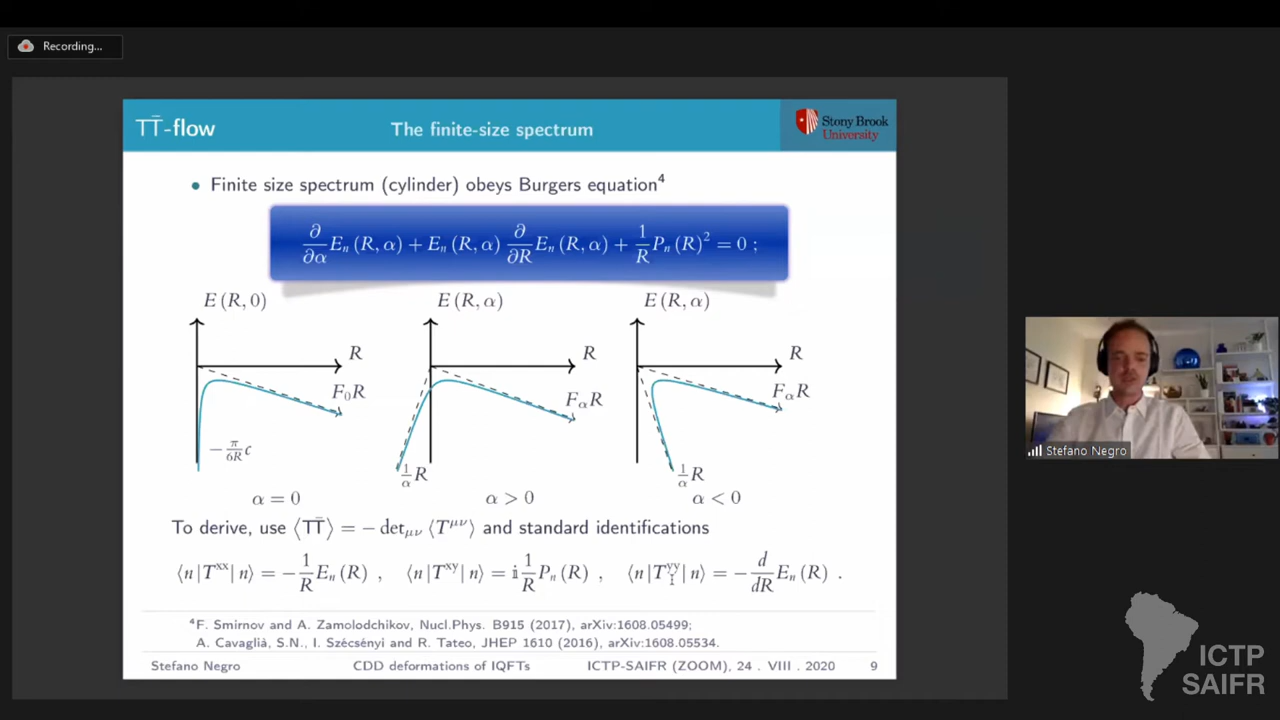 Recording...
TT̄-flow
The finite-size spectrum
Stony Brook
University
• Finite size spectrum (cylinder) obeys Burgers equation⁴
∂/∂α Eₙ (R, α) + Eₙ (R, α) ∂/∂R Eₙ (R, α) + 1/R Pₙ (R)² = 0 ;
E (R, 0)
E (R, α)
E (R, α)
R
R
R
F₀R
F_αR
F_αR
− π/6R c
1/α R
1/α R
α = 0
α > 0
α < 0
To derive, use ⟨TT̄⟩ = − det_μν ⟨T^μν⟩ and standard identifications
⟨n|T^xx|n⟩ = − 1/R Eₙ (R) , ⟨n|T^xy|n⟩ = i 1/R Pₙ (R) , ⟨n|T^yy|n⟩ = − d/dR Eₙ (R) .
⁴F. Smirnov and A. Zamolodchikov, Nucl.Phys. B915 (2017), arXiv:1608.05499;
A. Cavaglià, S.N., I. Szécsényi and R. Tateo, JHEP 1610 (2016), arXiv:1608.05534.
Stefano Negro
CDD deformations of IQFTs
ICTP-SAIFR (ZOOM), 24 . VIII . 2020
9
Stefano Negro
ICTP
SAIFR